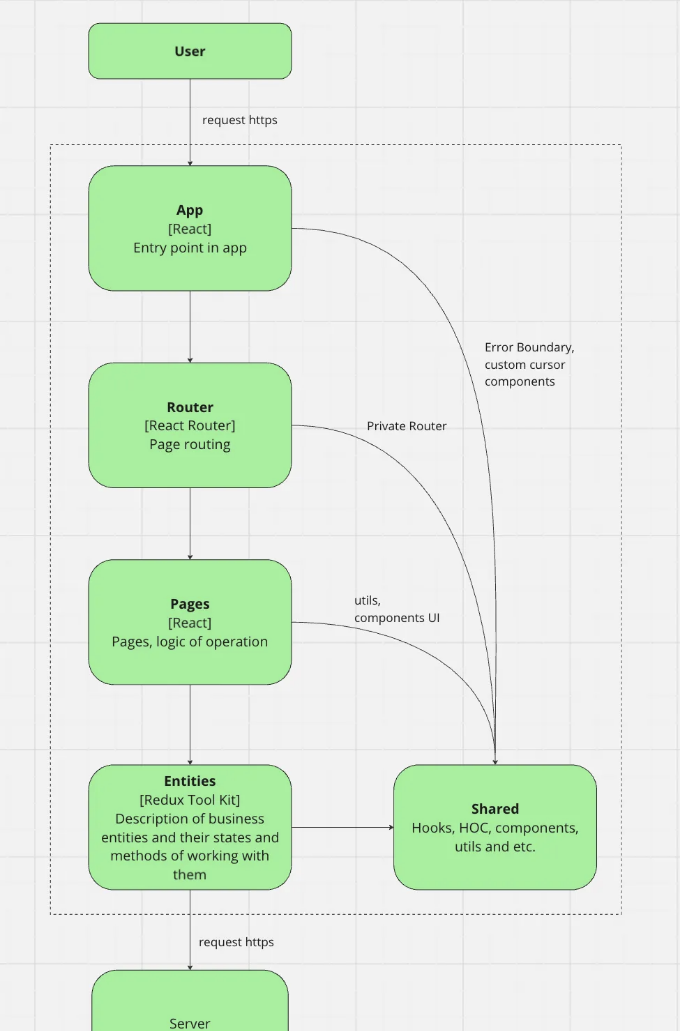 User
request https
App
[React]
Entry point in app
Error Boundary,
custom cursor
components
Router
[React Router]
Page routing
Private Router
Pages
[React]
Pages, logic of operation
utils,
components UI
Entities
[Redux Tool Kit]
Description of business
entities and their states and
methods of working with
them
Shared
Hooks, HOC, components,
utils and etc.
request https
Server